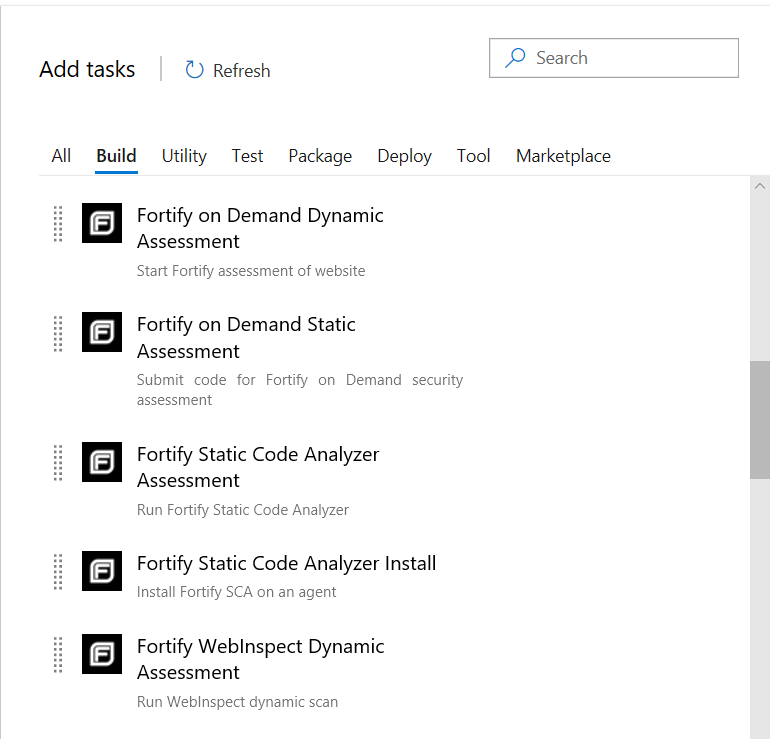 Add tasks
Refresh
Search
All Build Utility Test Package Deploy Tool Marketplace
Fortify on Demand Dynamic
Assessment
Start Fortify assessment of website
Fortify on Demand Static
Assessment
Submit code for Fortify on Demand security
assessment
Fortify Static Code Analyzer
Assessment
Run Fortify Static Code Analyzer
Fortify Static Code Analyzer Install
Install Fortify SCA on an agent
Fortify WebInspect Dynamic
Assessment
Run WebInspect dynamic scan